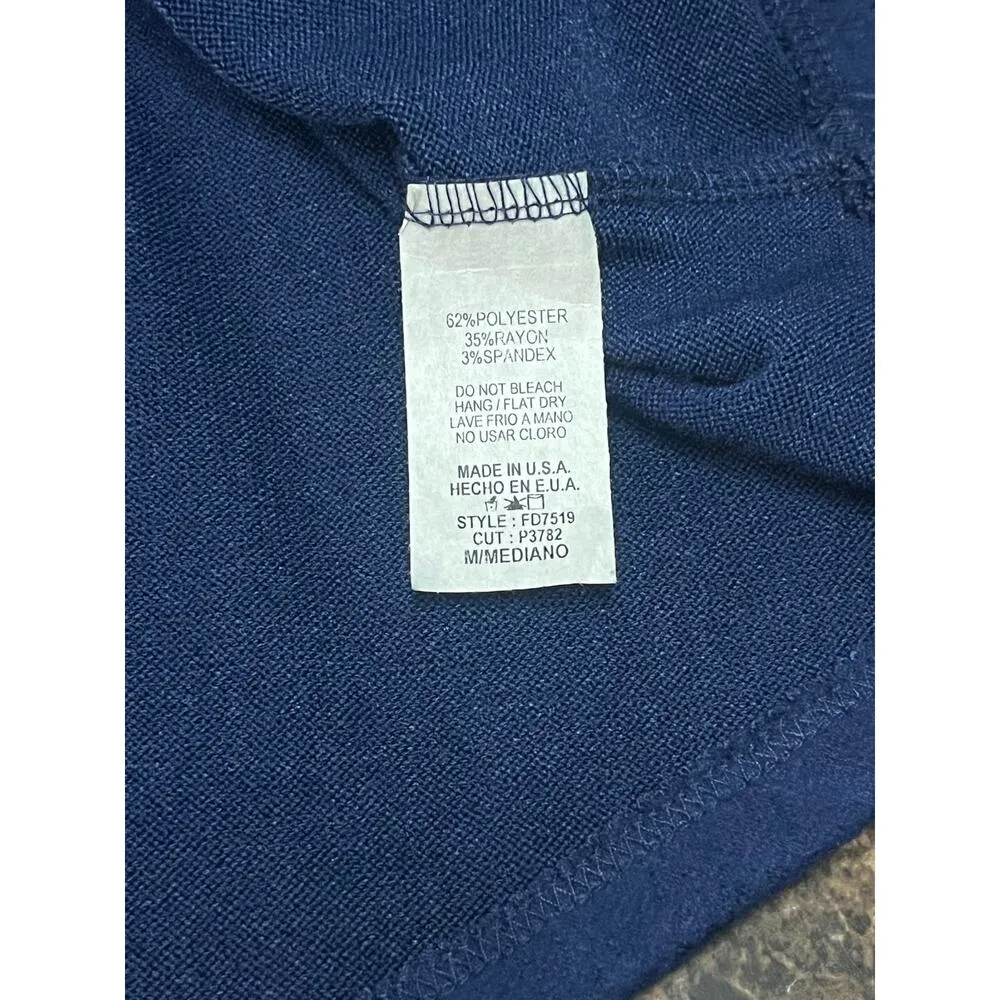 62%POLYESTER
35%RAYON
3%SPANDEX
DO NOT BLEACH
HANG / FLAT DRY
LAVE FRIO A MANO
NO USAR CLORO
MADE IN U.S.A.
HECHO EN E.U.A.
STYLE : FD7519
CUT : P3782
M/MEDIANO